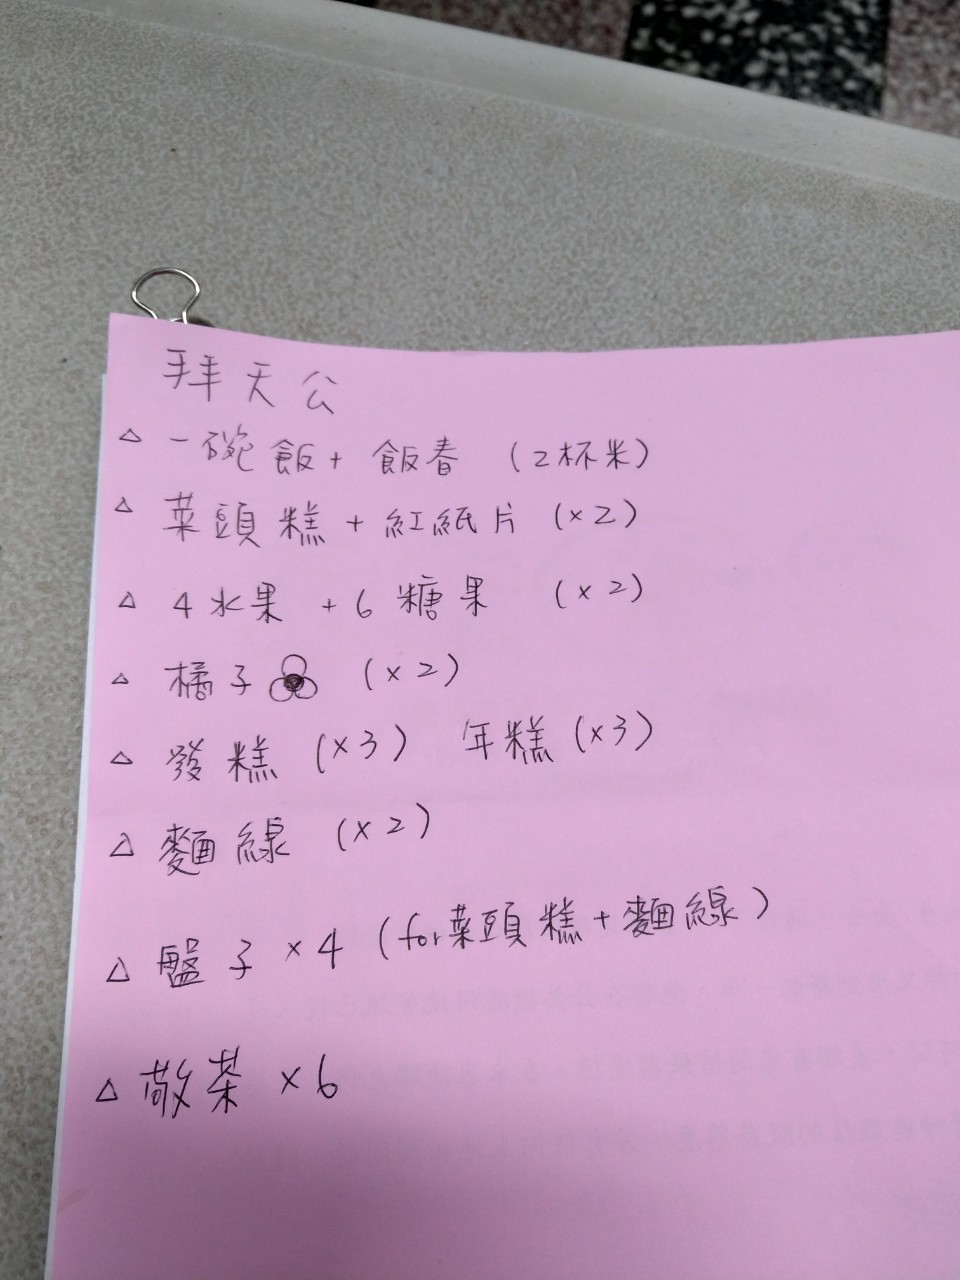 拜天公
△ 一碗飯+ 飯春 (2杯米)
△ 菜頭糕 + 紅紙片 (×2)
△ 4水果 +6糖果 (×2)
△ 橘子 (×2)
△ 發糕 (×3) 年糕 (×3)
△ 麵線 (×2)
△ 盤子 ×4 (for菜頭糕+麵線)
△ 敬茶 ×6